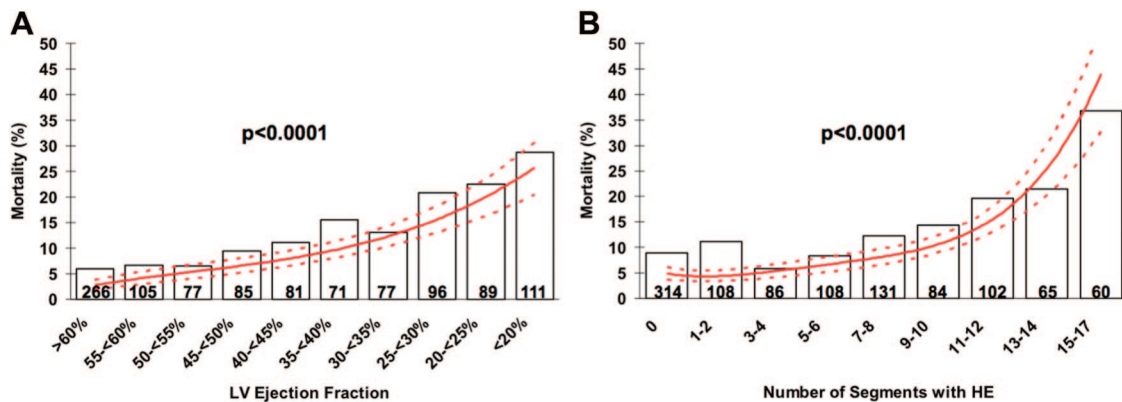 A
50
45
40
35
30
25
20
15
10
5
0
Mortality (%)
p<0.0001
266 105 77 85 81 71 77 96 89 111
>60% 55-<60% 50-<55% 45-<50% 40-<45% 35-<40% 30-<35% 25-<30% 20-<25% <20%
LV Ejection Fraction
B
50
45
40
35
30
25
20
15
10
5
0
Mortality (%)
p<0.0001
314 108 86 108 131 84 102 65 60
0 1-2 3-4 5-6 7-8 9-10 11-12 13-14 15-17
Number of Segments with HE